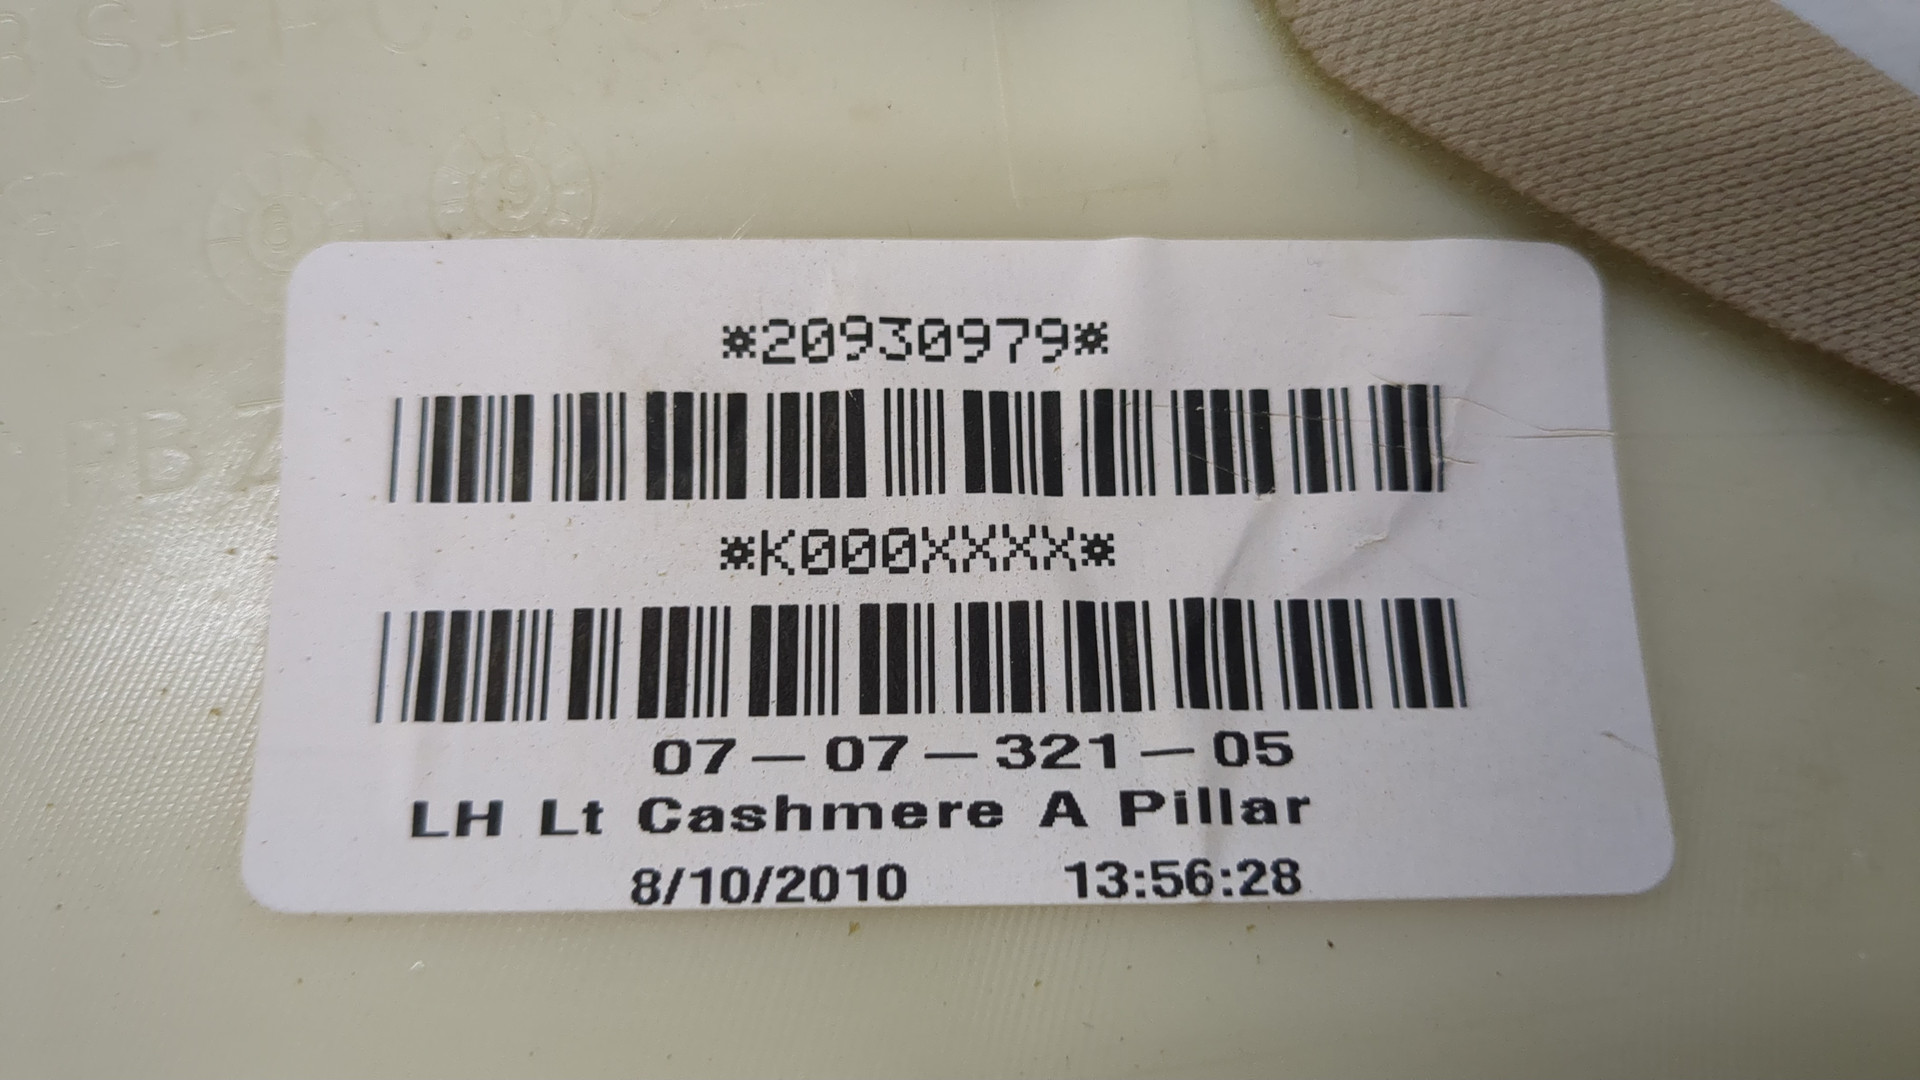 *20930979*
*K000XXXX*
07-07-321-05
LH Lt Cashmere A Pillar
8/10/2010 13:56:28